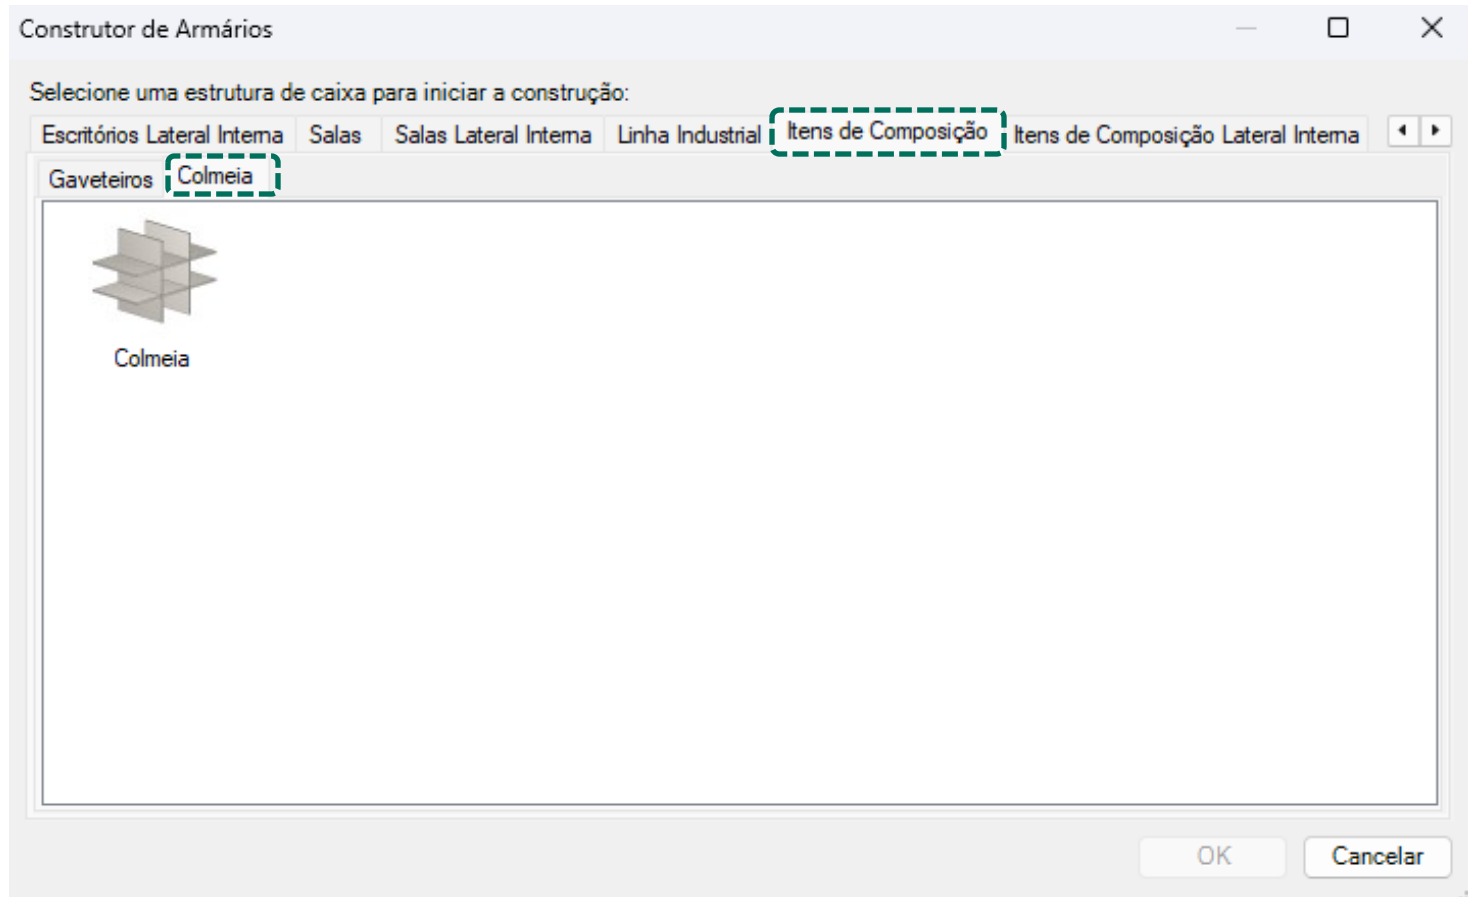 Construtor de Armários
Selecione uma estrutura de caixa para iniciar a construção:
Escritórios Lateral Interna Salas Salas Lateral Interna Linha Industrial Itens de Composição Itens de Composição Lateral Interna
Gaveteiros Colmeia
Colmeia
OK Cancelar